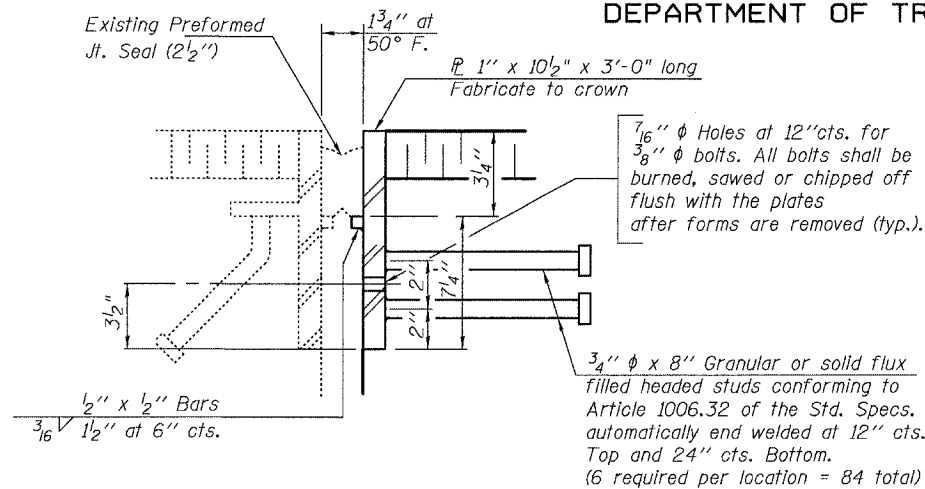 DEPARTMENT OF TR
Existing Preformed
Jt. Seal (2½")
1¾" at
50° F.
℄ 1" x 10½" x 3'-0" long
Fabricate to crown
7/16" ϕ Holes at 12"cts. for
3/8" ϕ bolts. All bolts shall be
burned, sawed or chipped off
flush with the plates
after forms are removed (typ.).
3¼"
2"
7¼"
2"
3½"
½" x ½" Bars
3/16 1½" at 6" cts.
¾" ϕ x 8" Granular or solid flux
filled headed studs conforming to
Article 1006.32 of the Std. Specs.
automatically end welded at 12" cts.
Top and 24" cts. Bottom.
(6 required per location = 84 total)